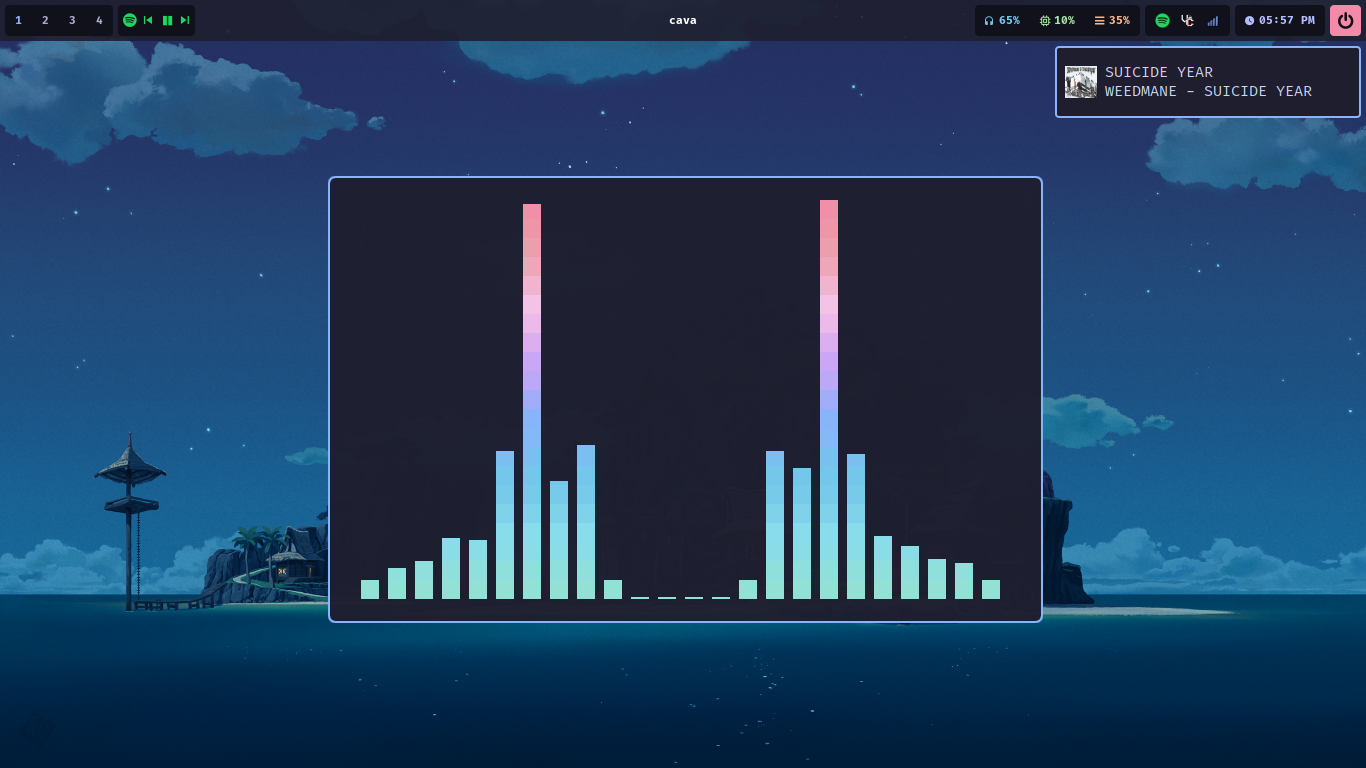 1 2 3 4
cava
65% 10% 35%
05:57 PM
SUICIDE YEAR
WEEDMANE - SUICIDE YEAR